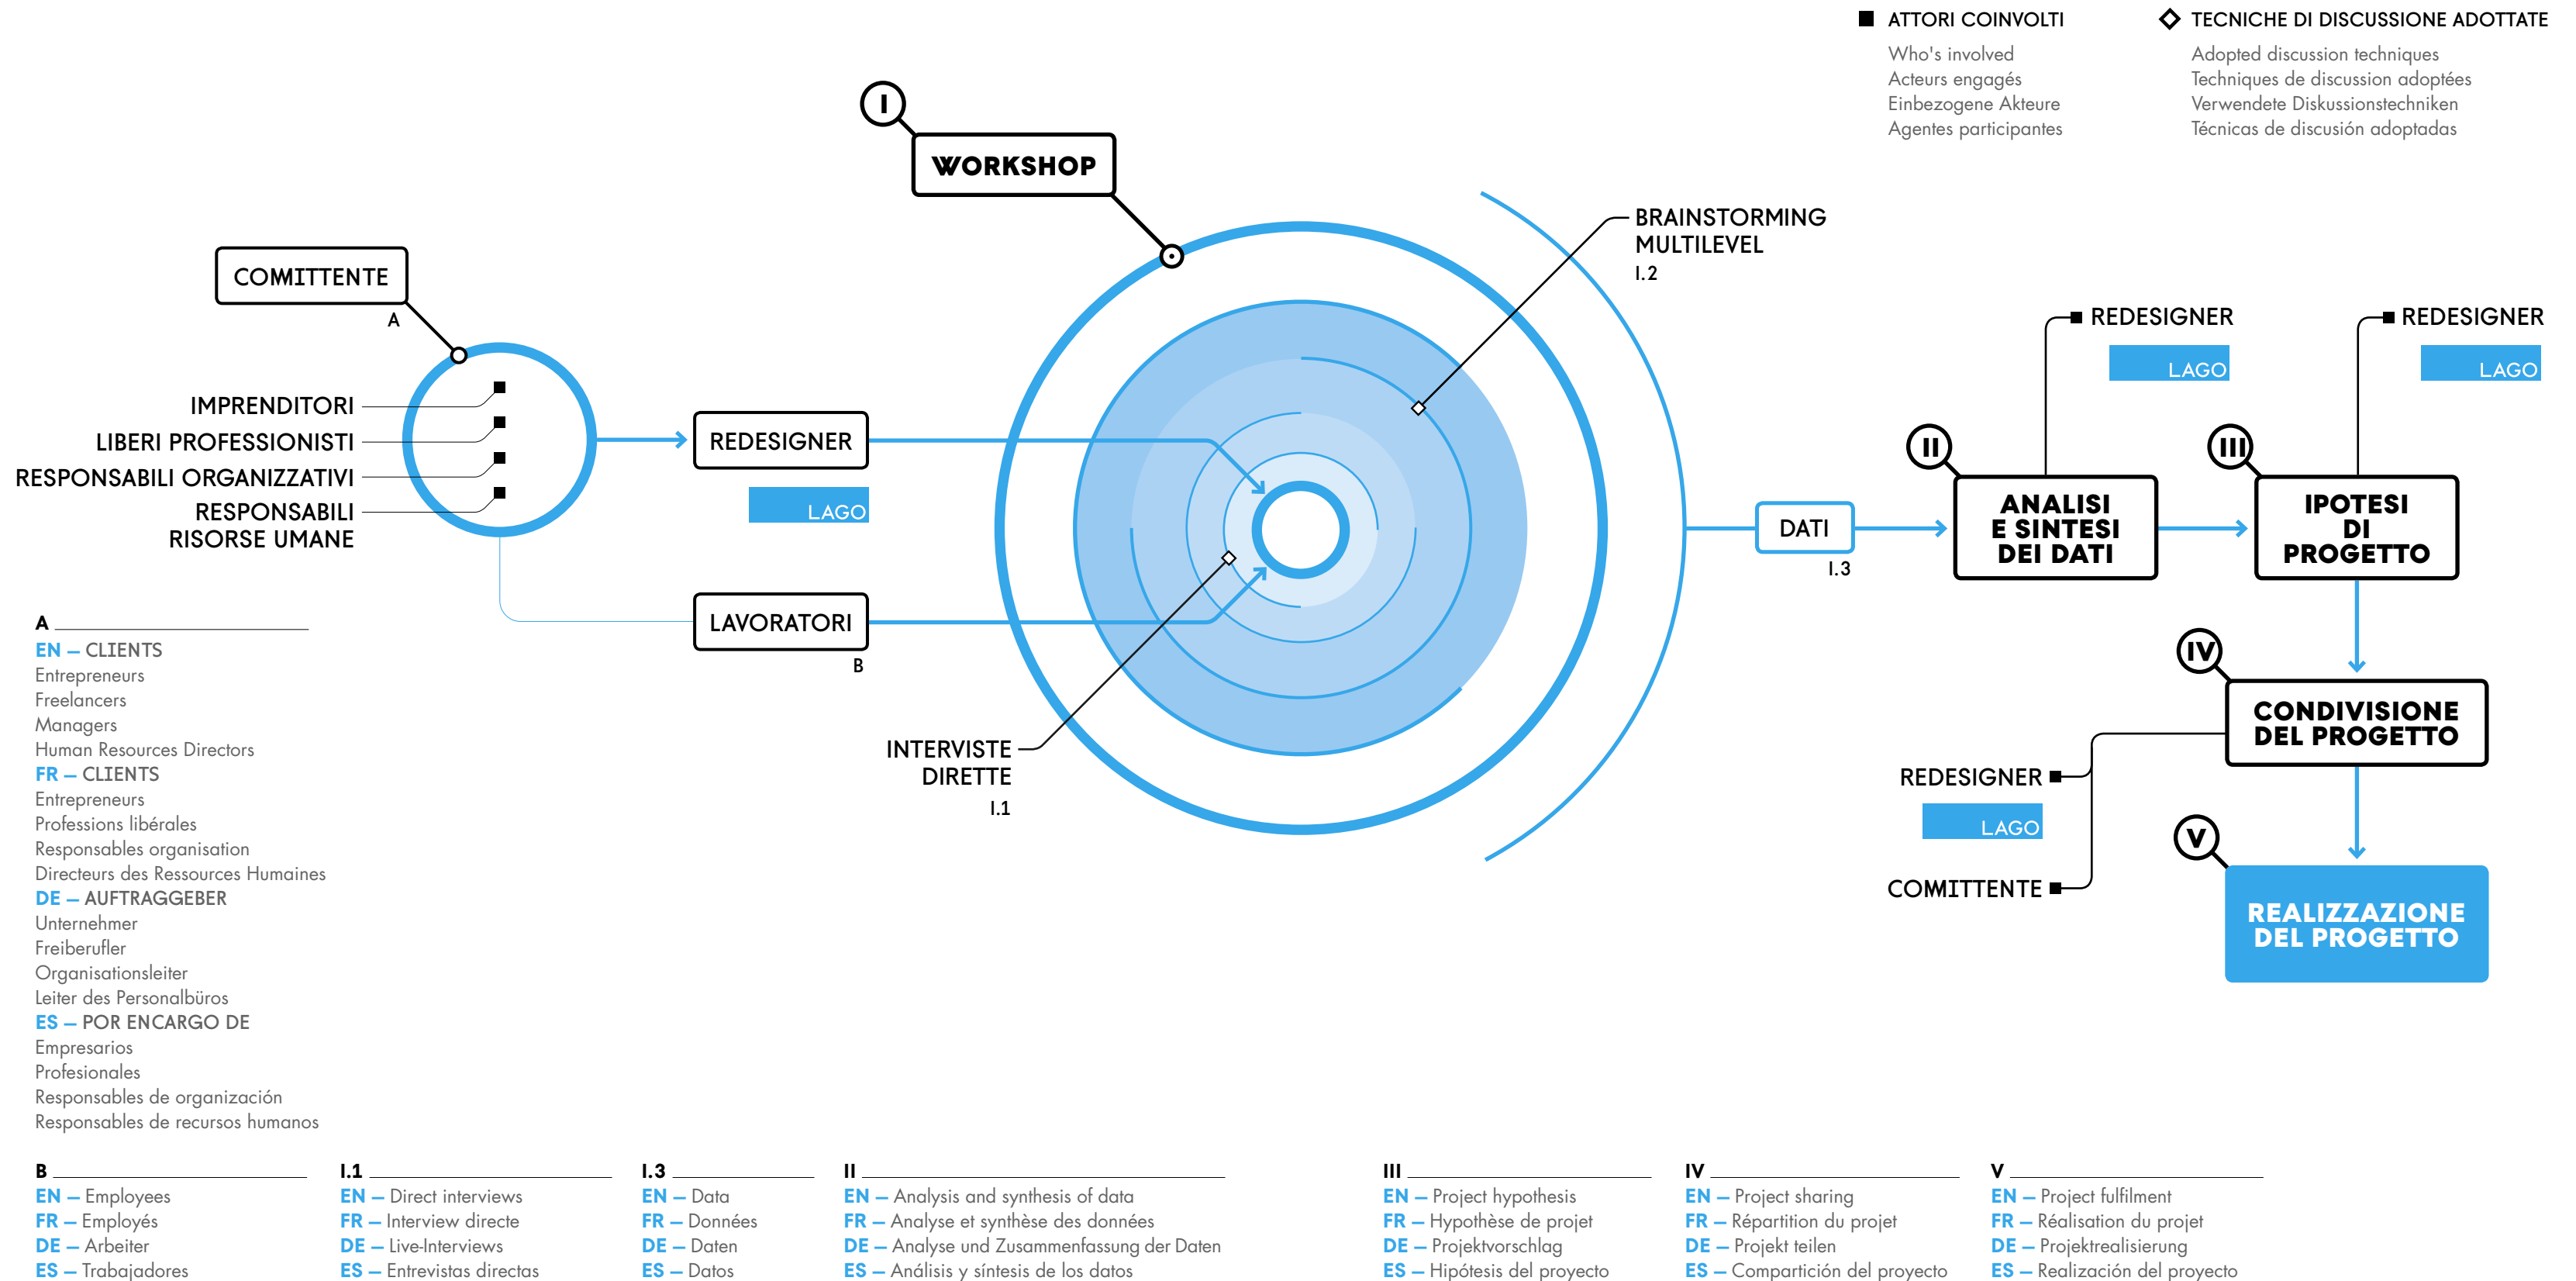 ATTORI COINVOLTI
Who's involved
Acteurs engagés
Einbezogene Akteure
Agentes participantes
TECNICHE DI DISCUSSIONE ADOTTATE
Adopted discussion techniques
Techniques de discussion adoptées
Verwendete Diskussionstechniken
Técnicas de discusión adoptadas
I
WORKSHOP
COMMITTENTE
A
IMPRENDITORI
LIBERI PROFESSIONISTI
RESPONSABILI ORGANIZZATIVI
RESPONSABILI
RISORSE UMANE
REDESIGNER
LAGO
LAVORATORI
B
BRAINSTORMING
MULTILEVEL
I.2
INTERVISTE
DIRETTE
I.1
DATI
I.3
REDESIGNER
LAGO
II
ANALISI
E SINTESI
DEI DATI
REDESIGNER
LAGO
III
IPOTESI
DI
PROGETTO
IV
CONDIVISIONE
DEL PROGETTO
REDESIGNER
LAGO
COMMITTENTE
V
REALIZZAZIONE
DEL PROGETTO
A
EN – CLIENTS
Entrepreneurs
Freelancers
Managers
Human Resources Directors
FR – CLIENTS
Entrepreneurs
Professions libérales
Responsables organisation
Directeurs des Ressources Humaines
DE – AUFTRAGGEBER
Unternehmer
Freiberufler
Organisationsleiter
Leiter des Personalbüros
ES – POR ENCARGO DE
Empresarios
Profesionales
Responsables de organización
Responsables de recursos humanos
B
EN – Employees
FR – Employés
DE – Arbeiter
ES – Trabajadores
I.1
EN – Direct interviews
FR – Interview directe
DE – Live-Interviews
ES – Entrevistas directas
I.3
EN – Data
FR – Données
DE – Daten
ES – Datos
II
EN – Analysis and synthesis of data
FR – Analyse et synthèse des données
DE – Analyse und Zusammenfassung der Daten
ES – Análisis y síntesis de los datos
III
EN – Project hypothesis
FR – Hypothèse de projet
DE – Projektvorschlag
ES – Hipótesis del proyecto
IV
EN – Project sharing
FR – Répartition du projet
DE – Projekt teilen
ES – Compartición del proyecto
V
EN – Project fulfilment
FR – Réalisation du projet
DE – Projektrealisierung
ES – Realización del proyecto